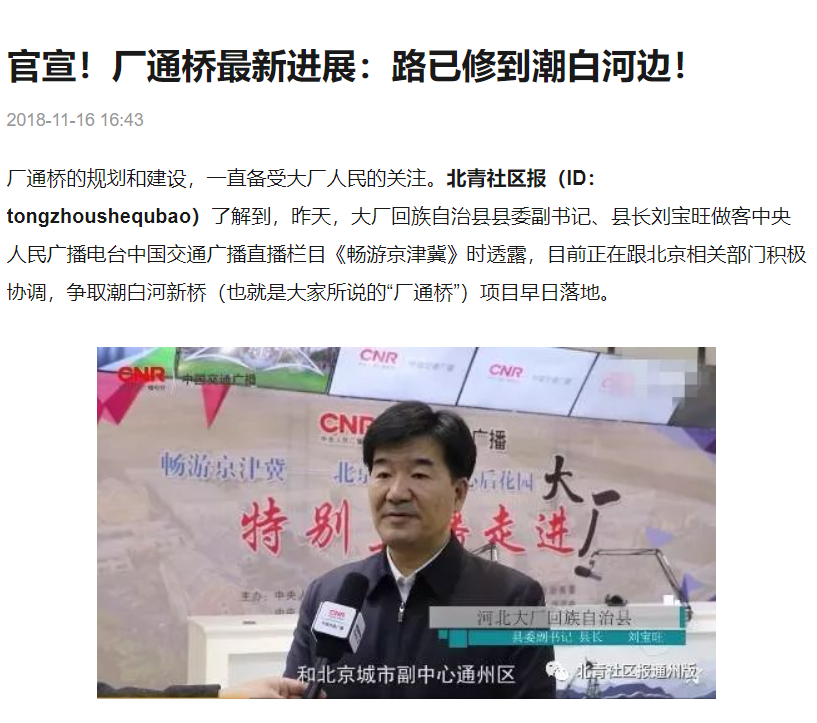 官宣！厂通桥最新进展：路已修到潮白河边！
2018-11-16 16:43
厂通桥的规划和建设，一直备受大厂人民的关注。北青社区报（ID：
tongzhoushequbao）了解到，昨天，大厂回族自治县县委副书记、县长刘宝旺做客中央
人民广播电台中国交通广播直播栏目《畅游京津冀》时透露，目前正在跟北京相关部门积极
协调，争取潮白河新桥（也就是大家所说的“厂通桥”）项目早日落地。
CNR 中国交通广播
CNR
CNR
CNR
广播
畅游京津冀
北京
后花园
大厂
特别
走进
主办：中央人
CNR
河北大厂回族自治县
县委副书记 县长 刘宝旺
和北京城市副中心通州区
北青社区报通州版